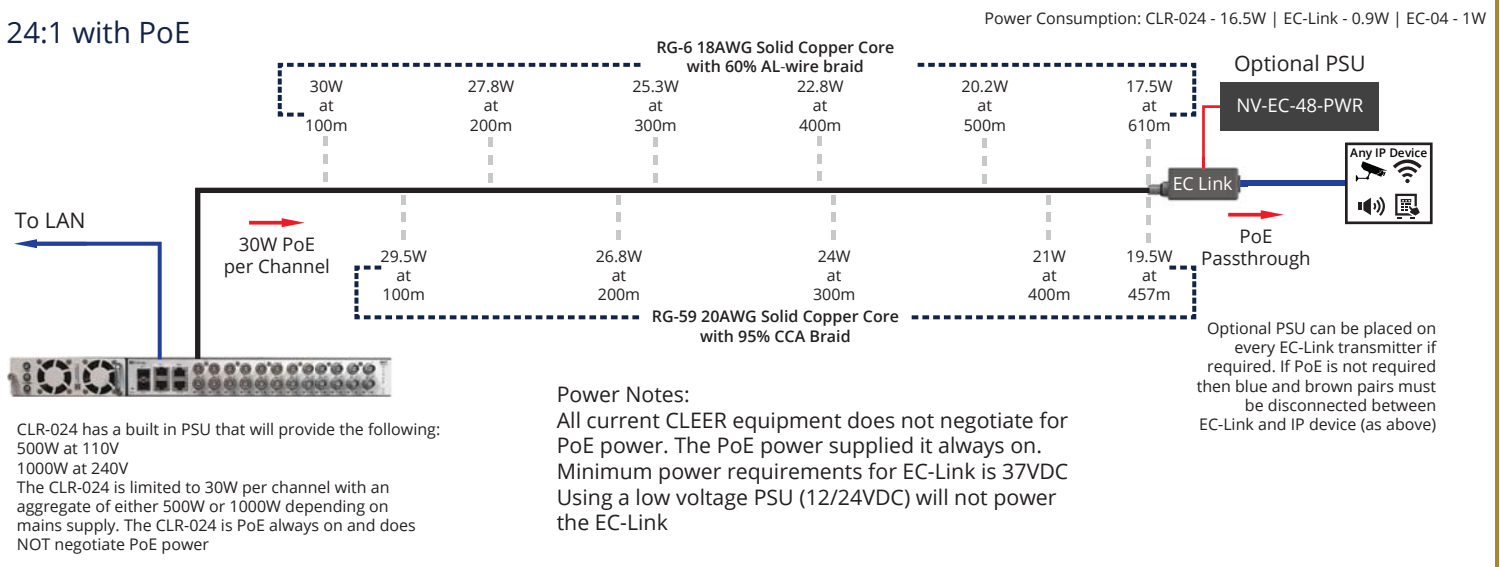 Power Consumption: CLR-024 - 16.5W | EC-Link - 0.9W | EC-04 - 1W
24:1 with PoE
RG-6 18AWG Solid Copper Core
with 60% AL-wire braid
30W at 100m
27.8W at 200m
25.3W at 300m
22.8W at 400m
20.2W at 500m
17.5W at 610m
Optional PSU
NV-EC-48-PWR
Any IP Device
EC Link
To LAN
30W PoE
per Channel
PoE
Passthrough
29.5W at 100m
26.8W at 200m
24W at 300m
21W at 400m
19.5W at 457m
RG-59 20AWG Solid Copper Core
with 95% CCA Braid
Optional PSU can be placed on
every EC-Link transmitter if
required. If PoE is not required
then blue and brown pairs must
be disconnected between
EC-Link and IP device (as above)
CLR-024 has a built in PSU that will provide the following:
500W at 110V
1000W at 240V
The CLR-024 is limited to 30W per channel with an
aggregate of either 500W or 1000W depending on
mains supply. The CLR-024 is PoE always on and does
NOT negotiate PoE power
Power Notes:
All current CLEER equipment does not negotiate for
PoE power. The PoE power supplied it always on.
Minimum power requirements for EC-Link is 37VDC
Using a low voltage PSU (12/24VDC) will not power
the EC-Link